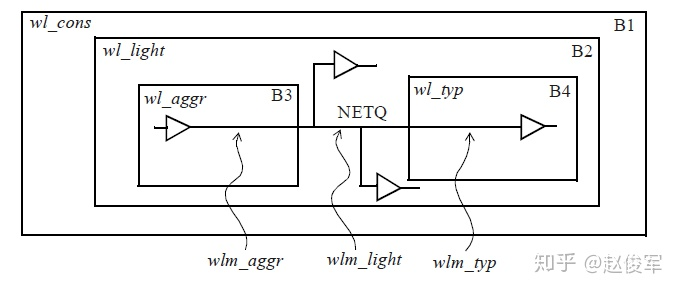 wl_cons B1
wl_light B2
wl_aggr B3
wl_typ B4
NETQ
wlm_aggr wlm_light wlm_typ
知乎 @赵俊军